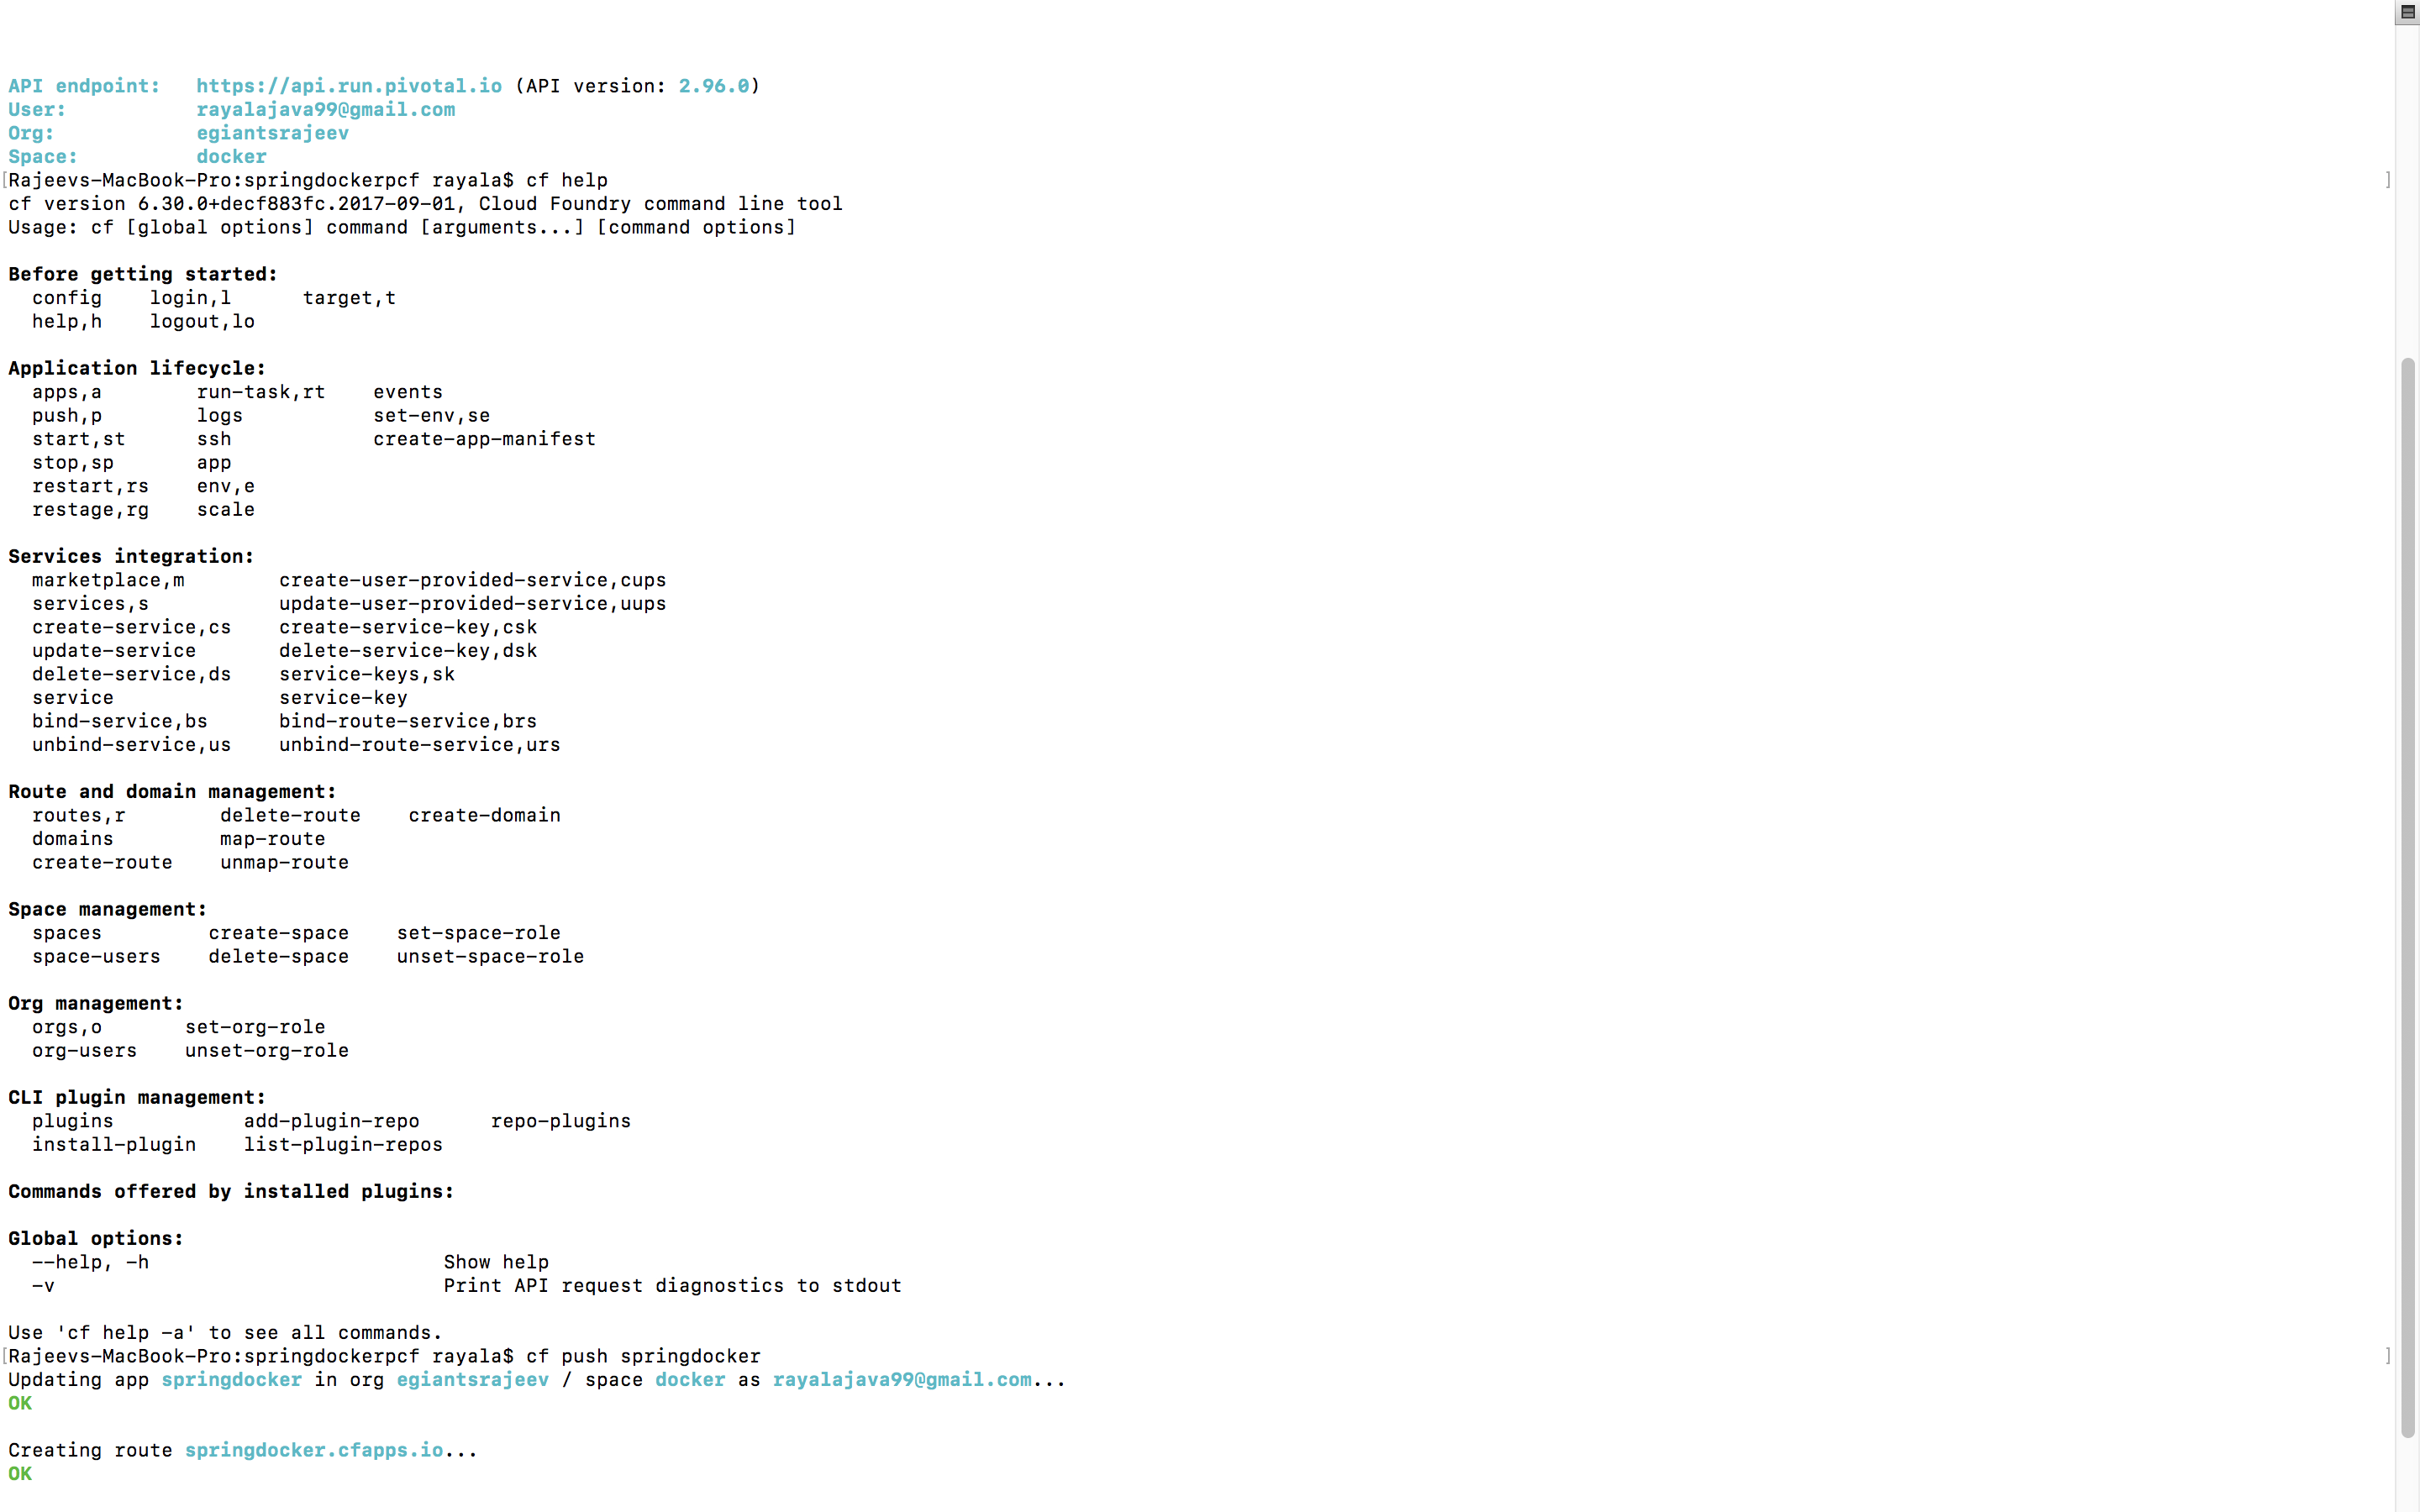 API endpoint:   https://api.run.pivotal.io (API version: 2.96.0)
User:           rayalajava99@gmail.com
Org:            egiantsrajeev
Space:          docker
[Rajeevs-MacBook-Pro:springdockerpcf rayala$ cf help ]
cf version 6.30.0+decf883fc.2017-09-01, Cloud Foundry command line tool
Usage: cf [global options] command [arguments...] [command options]

Before getting started:
  config    login,l      target,t
  help,h    logout,lo

Application lifecycle:
  apps,a        run-task,rt    events
  push,p        logs           set-env,se
  start,st      ssh            create-app-manifest
  stop,sp       app
  restart,rs    env,e
  restage,rg    scale

Services integration:
  marketplace,m        create-user-provided-service,cups
  services,s           update-user-provided-service,uups
  create-service,cs    create-service-key,csk
  update-service       delete-service-key,dsk
  delete-service,ds    service-keys,sk
  service              service-key
  bind-service,bs      bind-route-service,brs
  unbind-service,us    unbind-route-service,urs

Route and domain management:
  routes,r        delete-route    create-domain
  domains         map-route
  create-route    unmap-route

Space management:
  spaces         create-space    set-space-role
  space-users    delete-space    unset-space-role

Org management:
  orgs,o       set-org-role
  org-users    unset-org-role

CLI plugin management:
  plugins           add-plugin-repo      repo-plugins
  install-plugin    list-plugin-repos

Commands offered by installed plugins:

Global options:
  --help, -h                         Show help
  -v                                 Print API request diagnostics to stdout

Use 'cf help -a' to see all commands.
[Rajeevs-MacBook-Pro:springdockerpcf rayala$ cf push springdocker ]
Updating app springdocker in org egiantsrajeev / space docker as rayalajava99@gmail.com...
OK

Creating route springdocker.cfapps.io...
OK